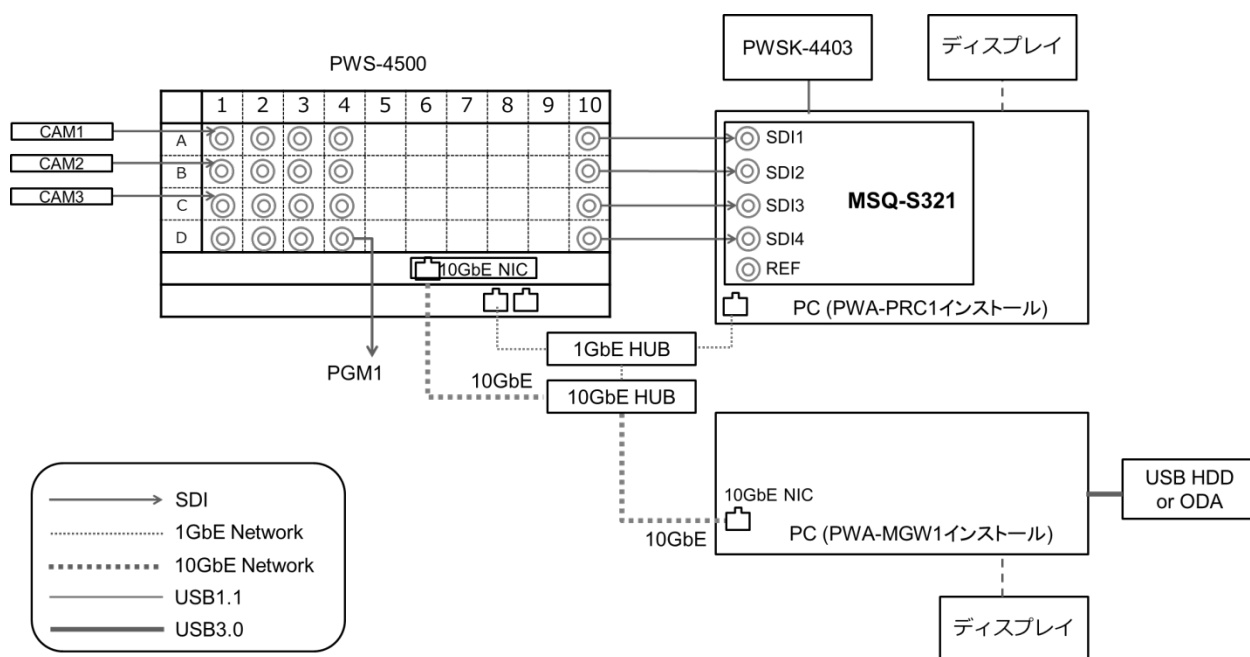 PWS-4500
1 2 3 4 5 6 7 8 9 10
A
B
C
D
CAM1
CAM2
CAM3
10GbE NIC
PGM1
PWSK-4403
ディスプレイ
SDI1
SDI2
SDI3
SDI4
REF
MSQ-S321
PC (PWA-PRC1インストール)
1GbE HUB
10GbE
10GbE HUB
10GbE NIC
10GbE
PC (PWA-MGW1インストール)
USB HDD
or ODA
ディスプレイ
SDI
1GbE Network
10GbE Network
USB1.1
USB3.0